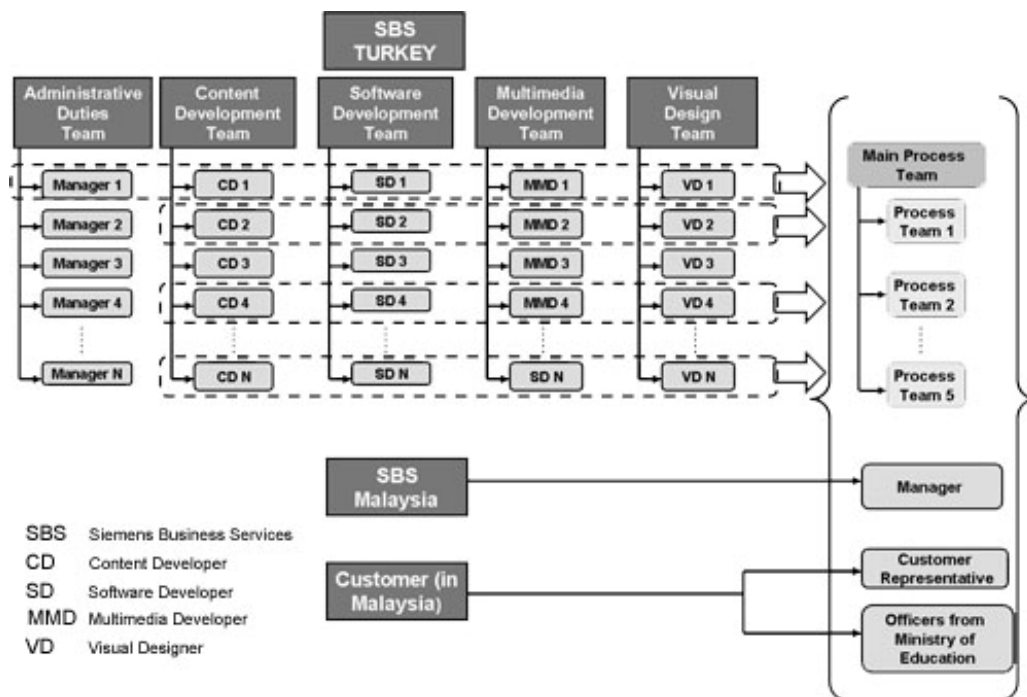 SBS
TURKEY
Administrative
Duties
Team
Content
Development
Team
Software
Development
Team
Multimedia
Development
Team
Visual
Design
Team
Manager 1
CD 1
SD 1
MMD 1
VD 1
Manager 2
CD 2
SD 2
MMD 2
VD 2
Manager 3
CD 3
SD 3
MMD 3
VD 3
Manager 4
CD 4
SD 4
MMD 4
VD 4
Manager N
CD N
SD N
SD N
VD N
Main Process
Team
Process
Team 1
Process
Team 2
Process
Team 5
SBS
Malaysia
Manager
Customer (in
Malaysia)
Customer
Representative
Officers from
Ministry of
Education
SBS Siemens Business Services
CD Content Developer
SD Software Developer
MMD Multimedia Developer
VD Visual Designer